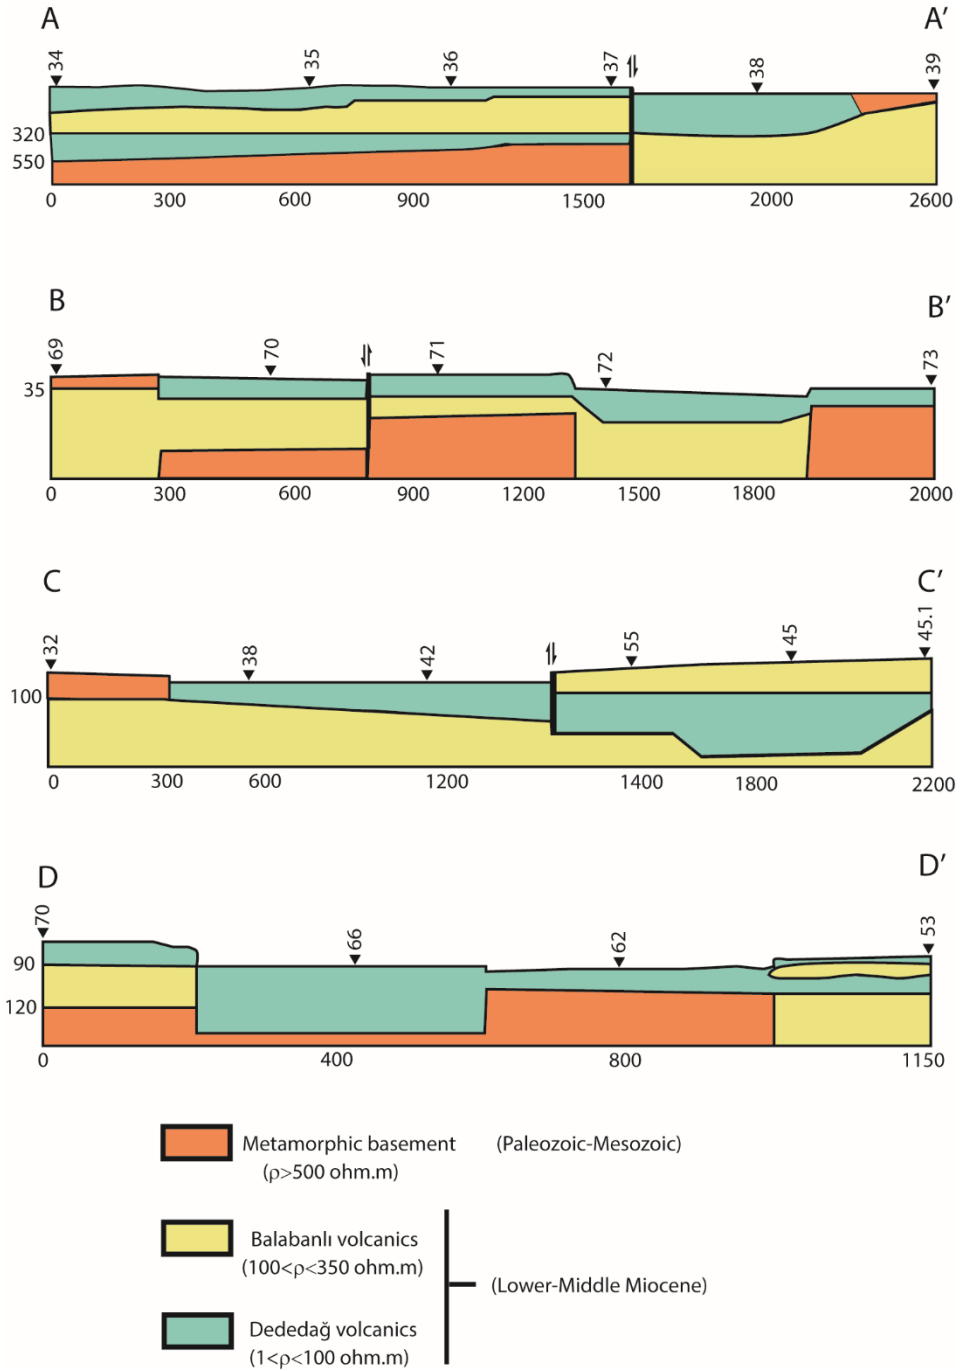 A A′
34 35 36 37 38 39
320
550
0 300 600 900 1500 2000 2600
B B′
69 70 71 72 73
35
0 300 600 900 1200 1500 1800 2000
C C′
32 38 42 55 45 45.1
100
0 300 600 1200 1400 1800 2200
D D′
70 66 62 53
90
120
0 400 800 1150
Metamorphic basement (Paleozoic-Mesozoic)
(ρ>500 ohm.m)
Balabanlı volcanics
(100<ρ<350 ohm.m)
(Lower-Middle Miocene)
Dededağ volcanics
(1<ρ<100 ohm.m)